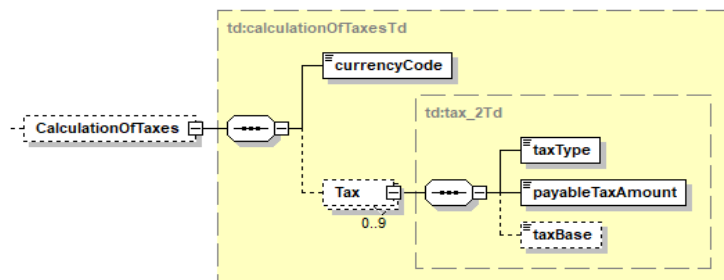 td:calculationOfTaxesTd
currencyCode
td:tax_2Td
CalculationOfTaxes
taxType
Tax
payableTaxAmount
0..9
taxBase